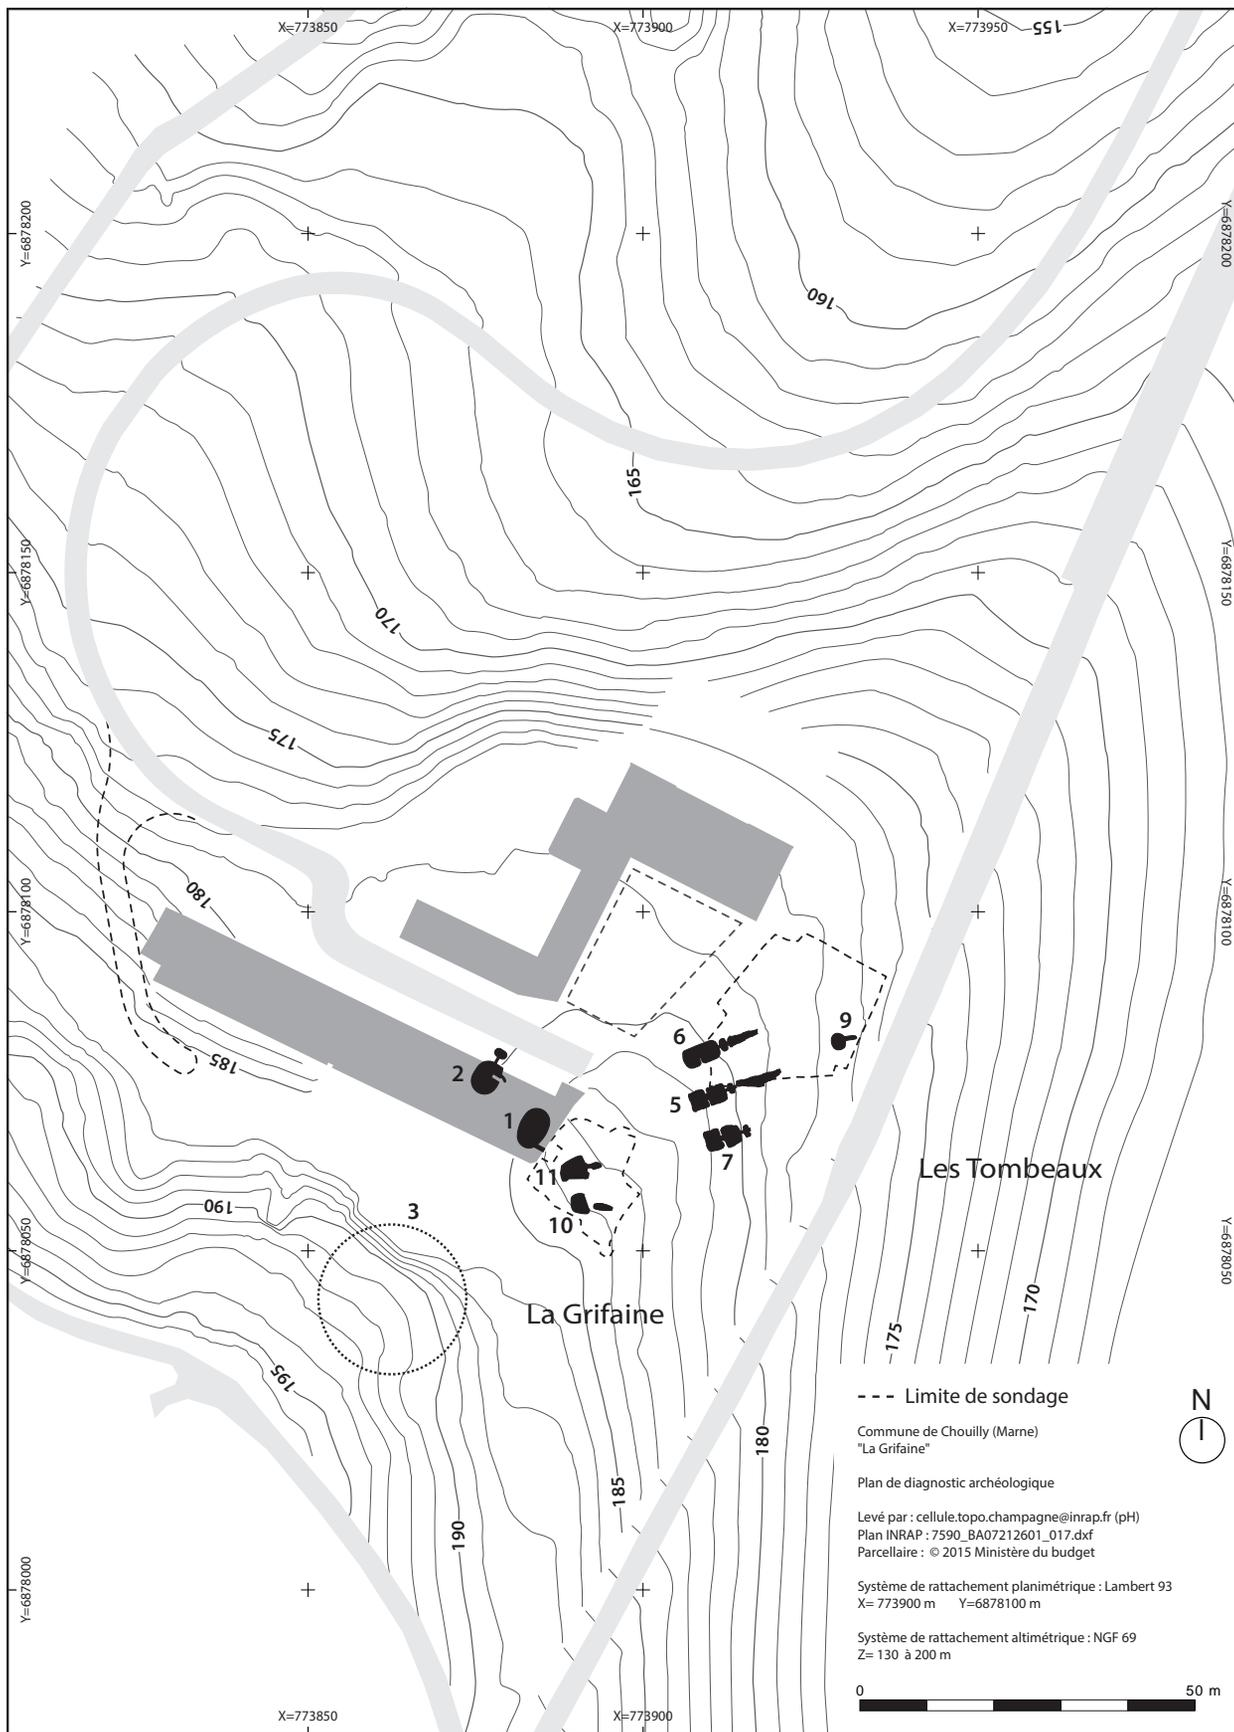 X=773850
X=773900
X=773950
155
Y=6878200
Y=6878200
160
165
Y=6878150
Y=6878150
170
175
180
Y=6878100
Y=6878100
6
9
185
2
5
1
7
11
Les Tombeaux
190
3
10
Y=6878050
Y=6878050
La Grifaine
170
175
195
--- Limite de sondage
N
Commune de Chouilly (Marne)
"La Grifaine"
180
Plan de diagnostic archéologique
185
Levé par : cellule.topo.champagne@inrap.fr (pH)
Plan INRAP : 7590_BA07212601_017.dxf
Parcellaire : © 2015 Ministère du budget
190
Y=6878000
Système de rattachement planimétrique : Lambert 93
X= 773900 m Y=6878100 m
Système de rattachement altimétrique : NGF 69
Z= 130 à 200 m
0 50 m
X=773850
X=773900